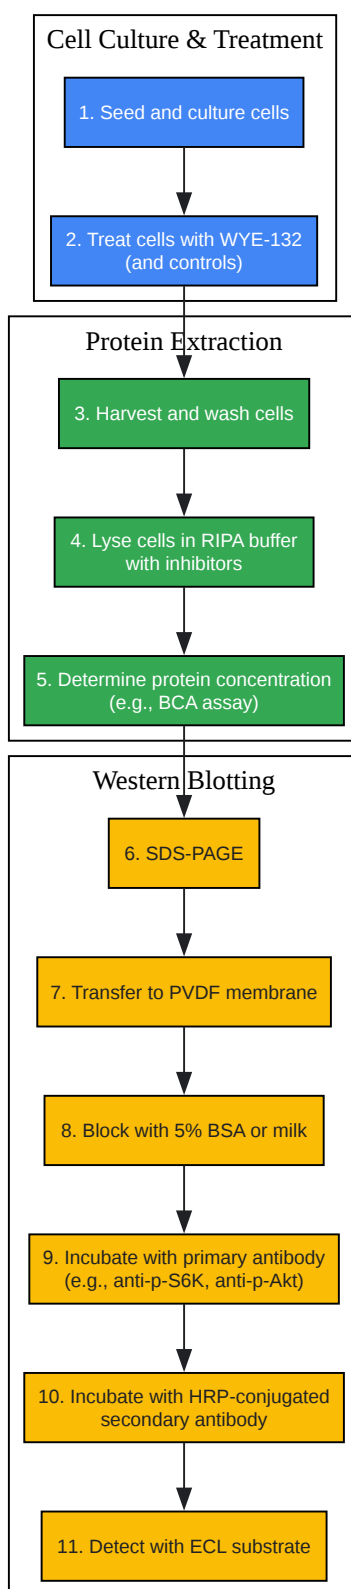 Cell Culture & Treatment
1. Seed and culture cells
2. Treat cells with WYE-132
(and controls)
Protein Extraction
3. Harvest and wash cells
4. Lyse cells in RIPA buffer
with inhibitors
5. Determine protein concentration
(e.g., BCA assay)
Western Blotting
6. SDS-PAGE
7. Transfer to PVDF membrane
8. Block with 5% BSA or milk
9. Incubate with primary antibody
(e.g., anti-p-S6K, anti-p-Akt)
10. Incubate with HRP-conjugated
secondary antibody
11. Detect with ECL substrate